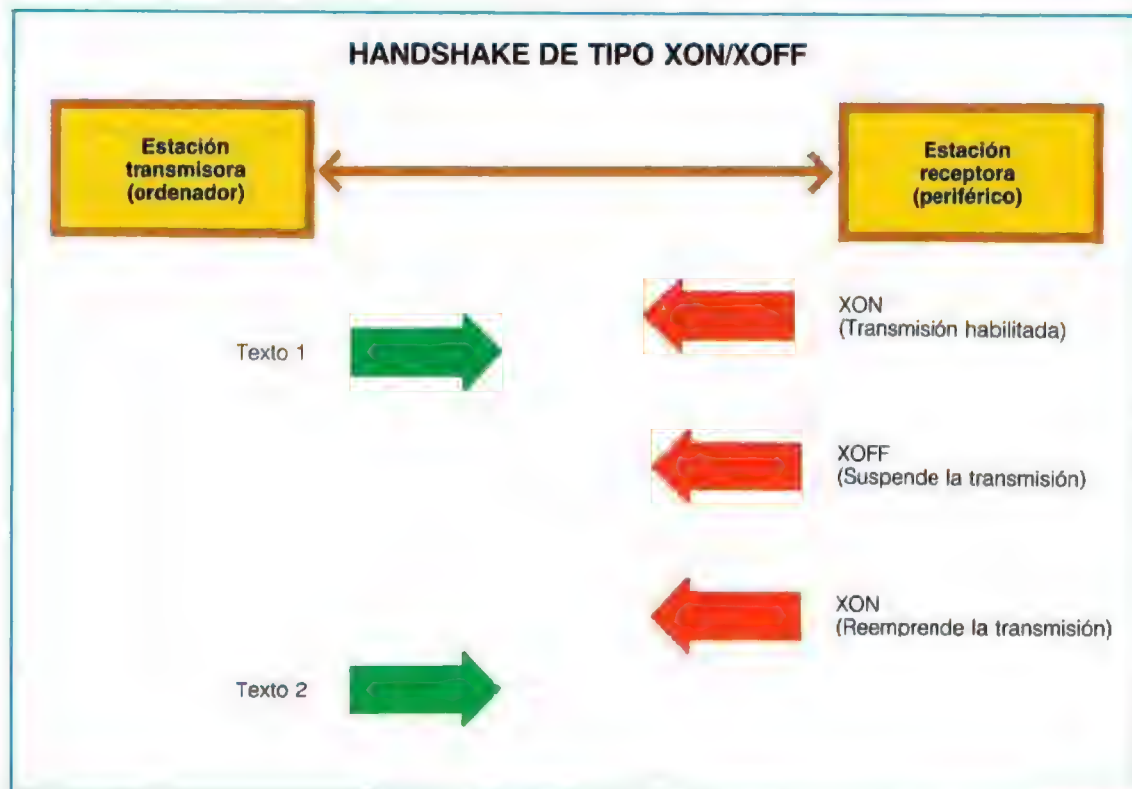 HANDSHAKE DE TIPO XON/XOFF
Estación
transmisora
(ordenador)
Estación
receptora
(periférico)
XON
(Transmisión habilitada)
Texto 1
XOFF
(Suspende la transmisión)
XON
(Reemprende la transmisión)
Texto 2